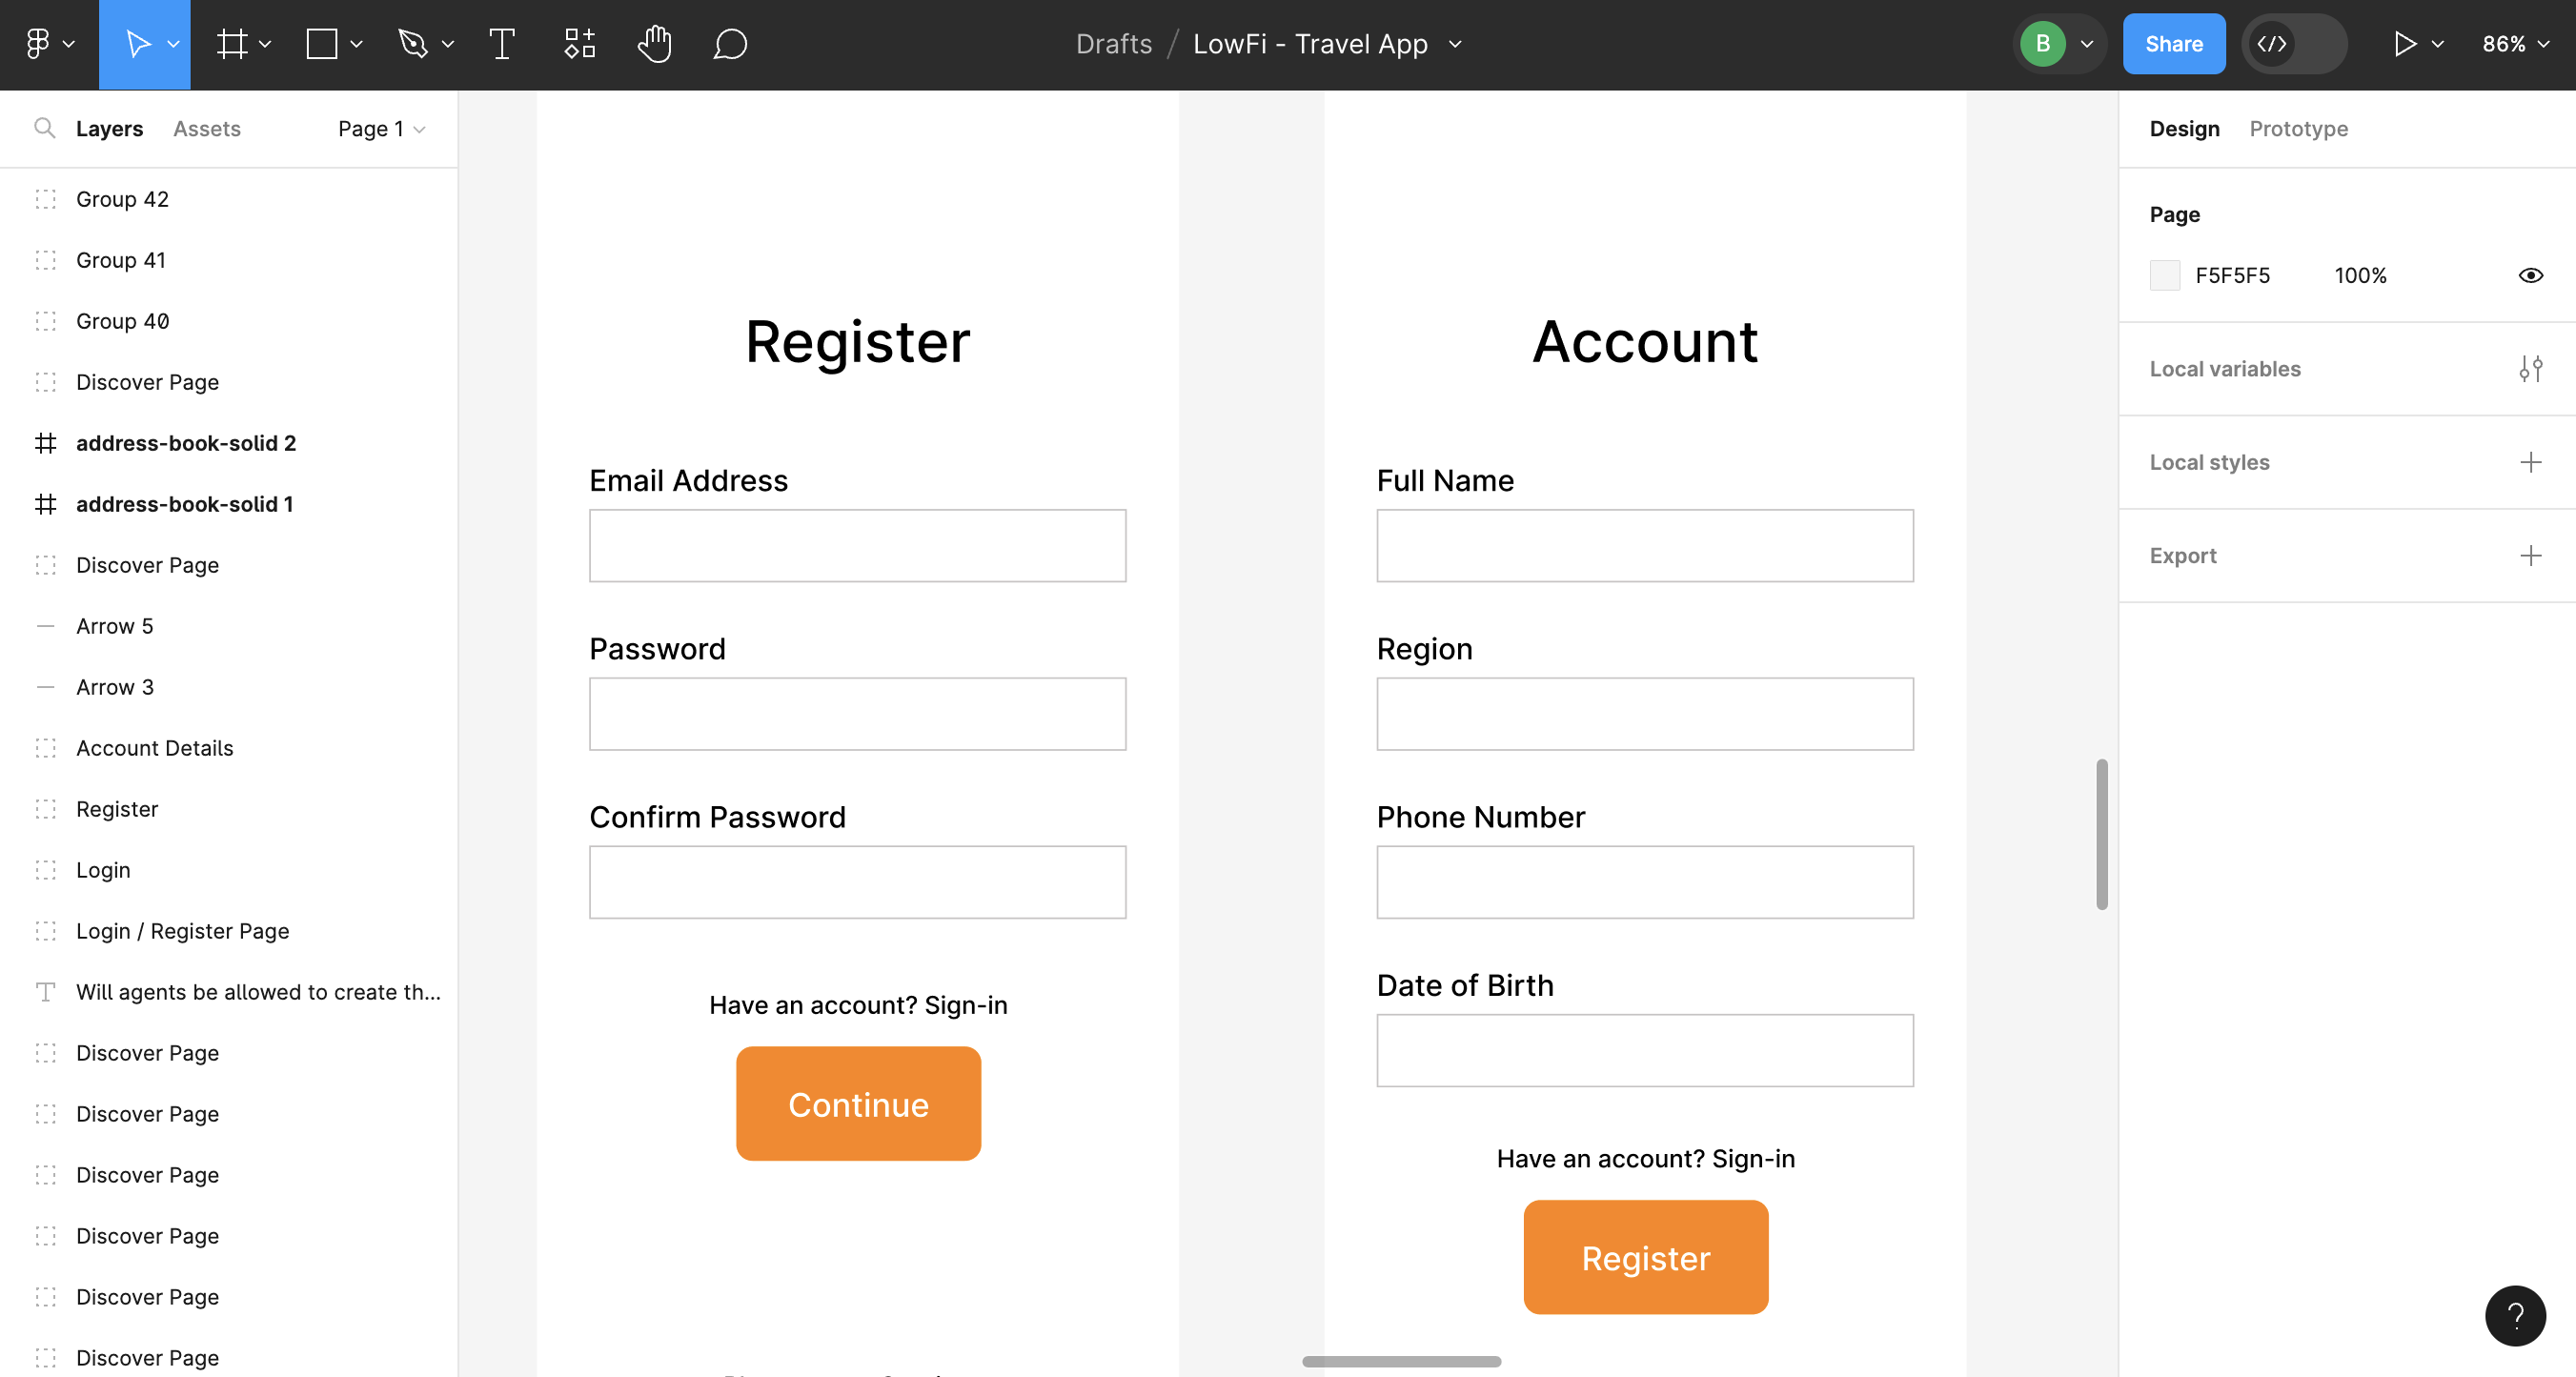 Drafts / LowFi - Travel App
B
Share
86%
Layers
Assets
Page 1
Group 42
Group 41
Group 40
Discover Page
address-book-solid 2
address-book-solid 1
Discover Page
Arrow 5
Arrow 3
Account Details
Register
Login
Login / Register Page
Will agents be allowed to create th...
Discover Page
Discover Page
Discover Page
Discover Page
Discover Page
Discover Page
Register
Email Address
Password
Confirm Password
Have an account? Sign-in
Continue
Account
Full Name
Region
Phone Number
Date of Birth
Have an account? Sign-in
Register
Design
Prototype
Page
F5F5F5
100%
Local variables
Local styles
Export
?